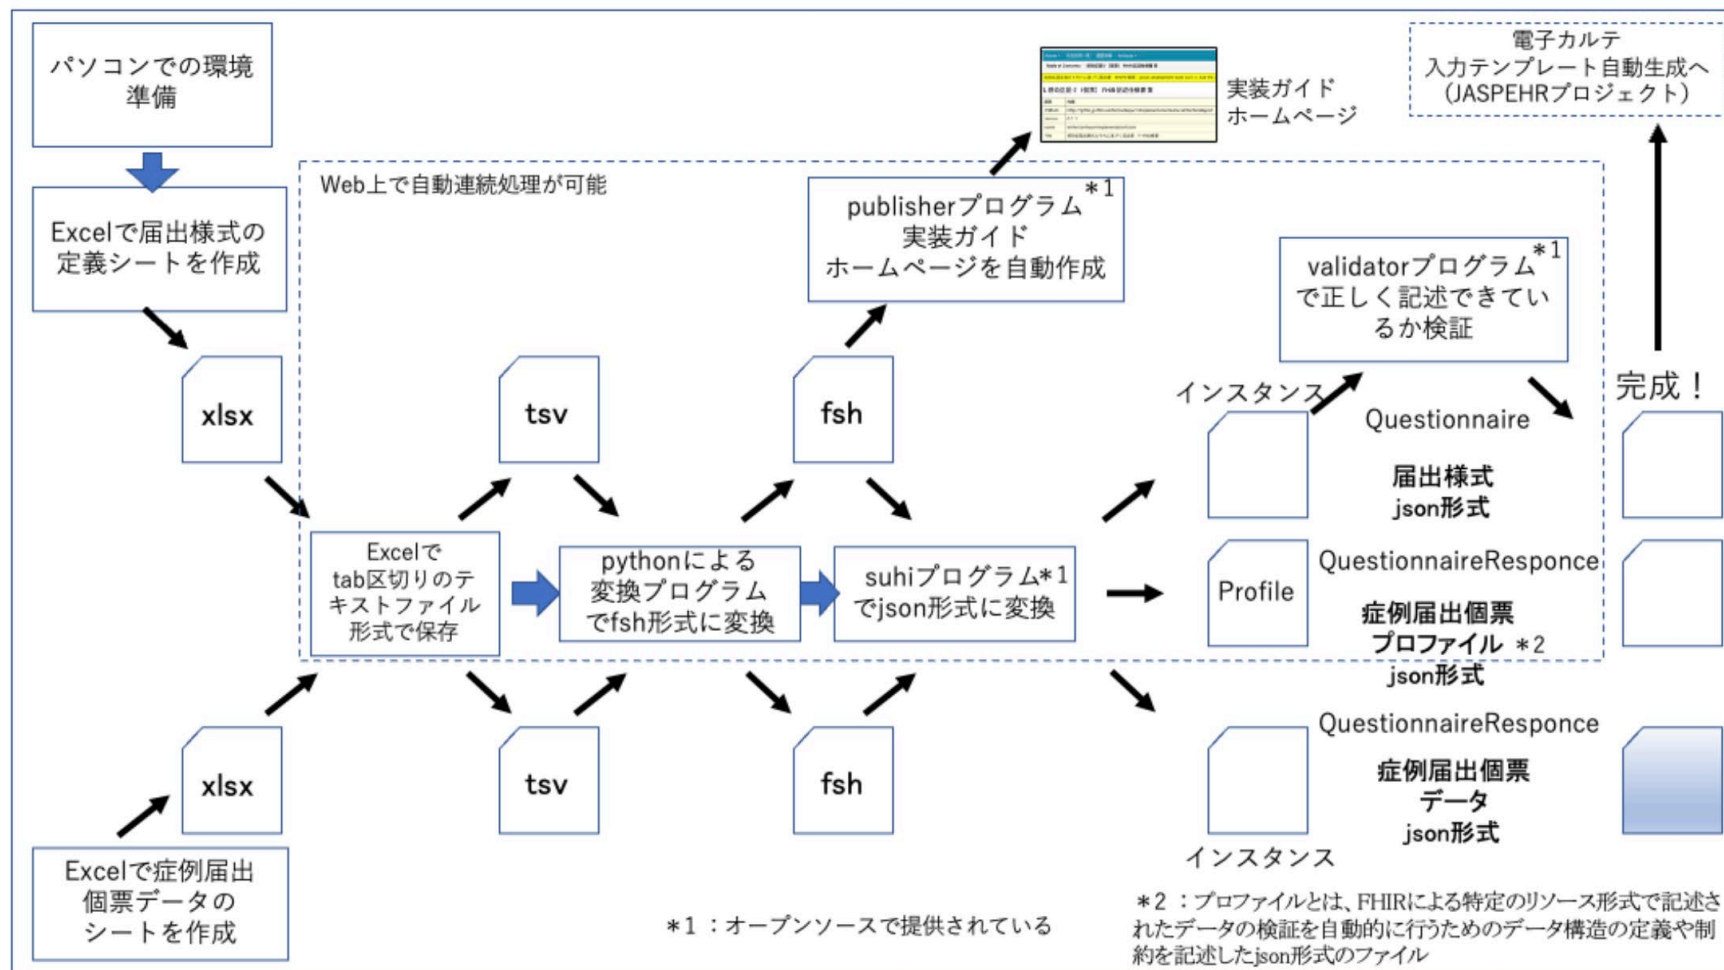 パソコンでの環境
準備
電子カルテ
入力テンプレート自動生成へ
（JASPEHRプロジェクト）
実装ガイド
ホームページ
Web上で自動連続処理が可能
Excelで届出様式の
定義シートを作成
publisherプログラム＊1
実装ガイド
ホームページを自動作成
validatorプログラム＊1
で正しく記述できてい
るか検証
xlsx
tsv
fsh
インスタンス
Questionnaire
届出様式
json形式
完成！
Excelで
tab区切りのテ
キストファイル
形式で保存
pythonによる
変換プログラム
でfsh形式に変換
suhiプログラム＊1
でjson形式に変換
Profile
QuestionnaireResponce
症例届出個票
プロファイル ＊2
json形式
xlsx
tsv
fsh
QuestionnaireResponce
症例届出個票
データ
json形式
インスタンス
Excelで症例届出
個票データの
シートを作成
＊1：オープンソースで提供されている
＊2：プロファイルとは、FHIRによる特定のリソース形式で記述さ
れたデータの検証を自動的に行うためのデータ構造の定義や制
約を記述したjson形式のファイル